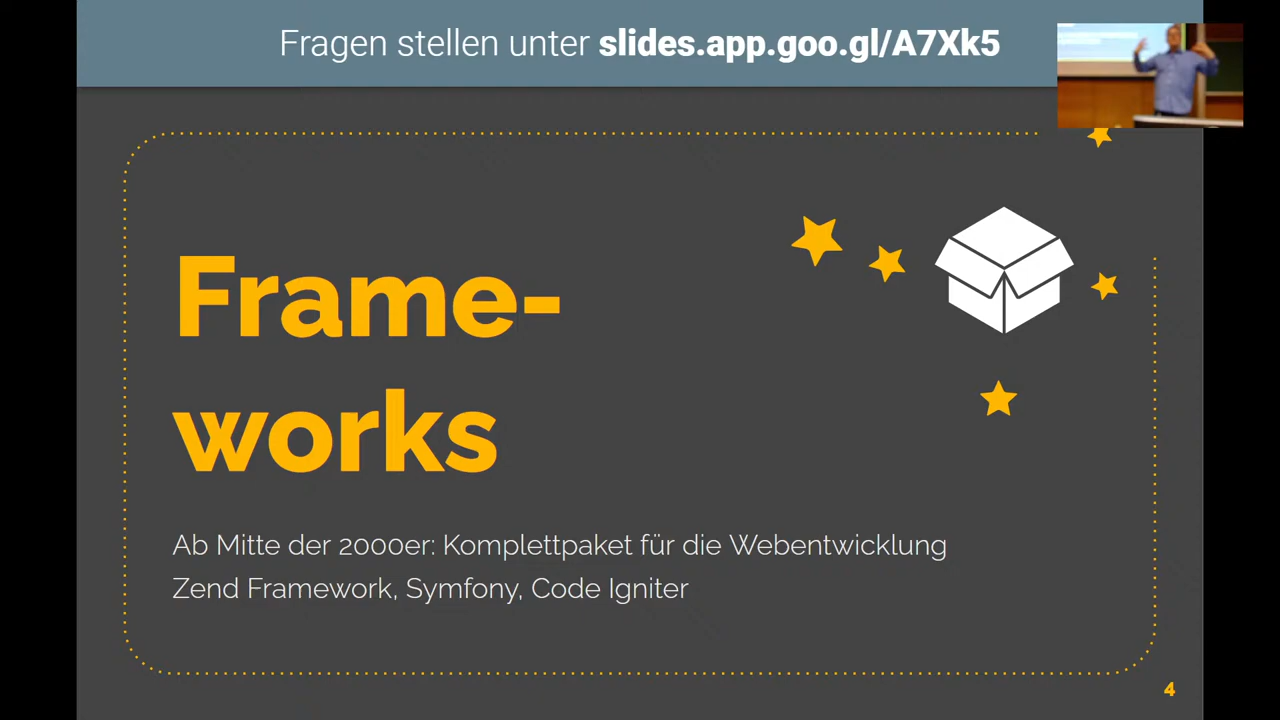 Fragen stellen unter slides.app.goo.gl/A7Xk5
Frame-
works
Ab Mitte der 2000er: Komplettpaket für die Webentwicklung
Zend Framework, Symfony, Code Igniter
4